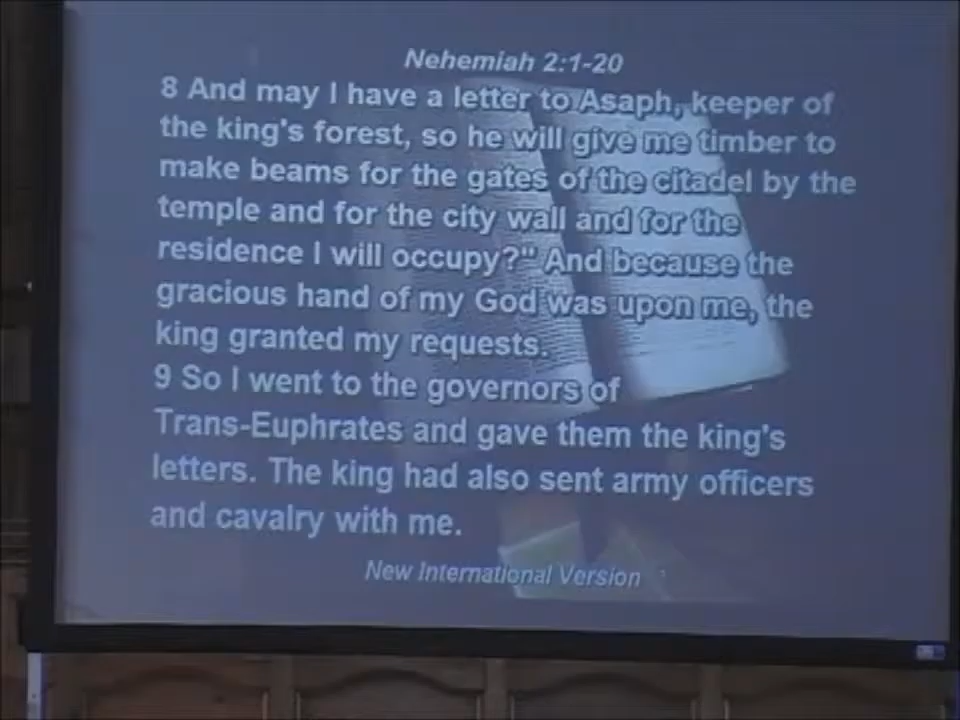 Nehemiah 2:1-20
8 And may I have a letter to Asaph, keeper of
the king's forest, so he will give me timber to
make beams for the gates of the citadel by the
temple and for the city wall and for the
residence I will occupy?" And because the
gracious hand of my God was upon me, the
king granted my requests.
9 So I went to the governors of
Trans-Euphrates and gave them the king's
letters. The king had also sent army officers
and cavalry with me.
New International Version